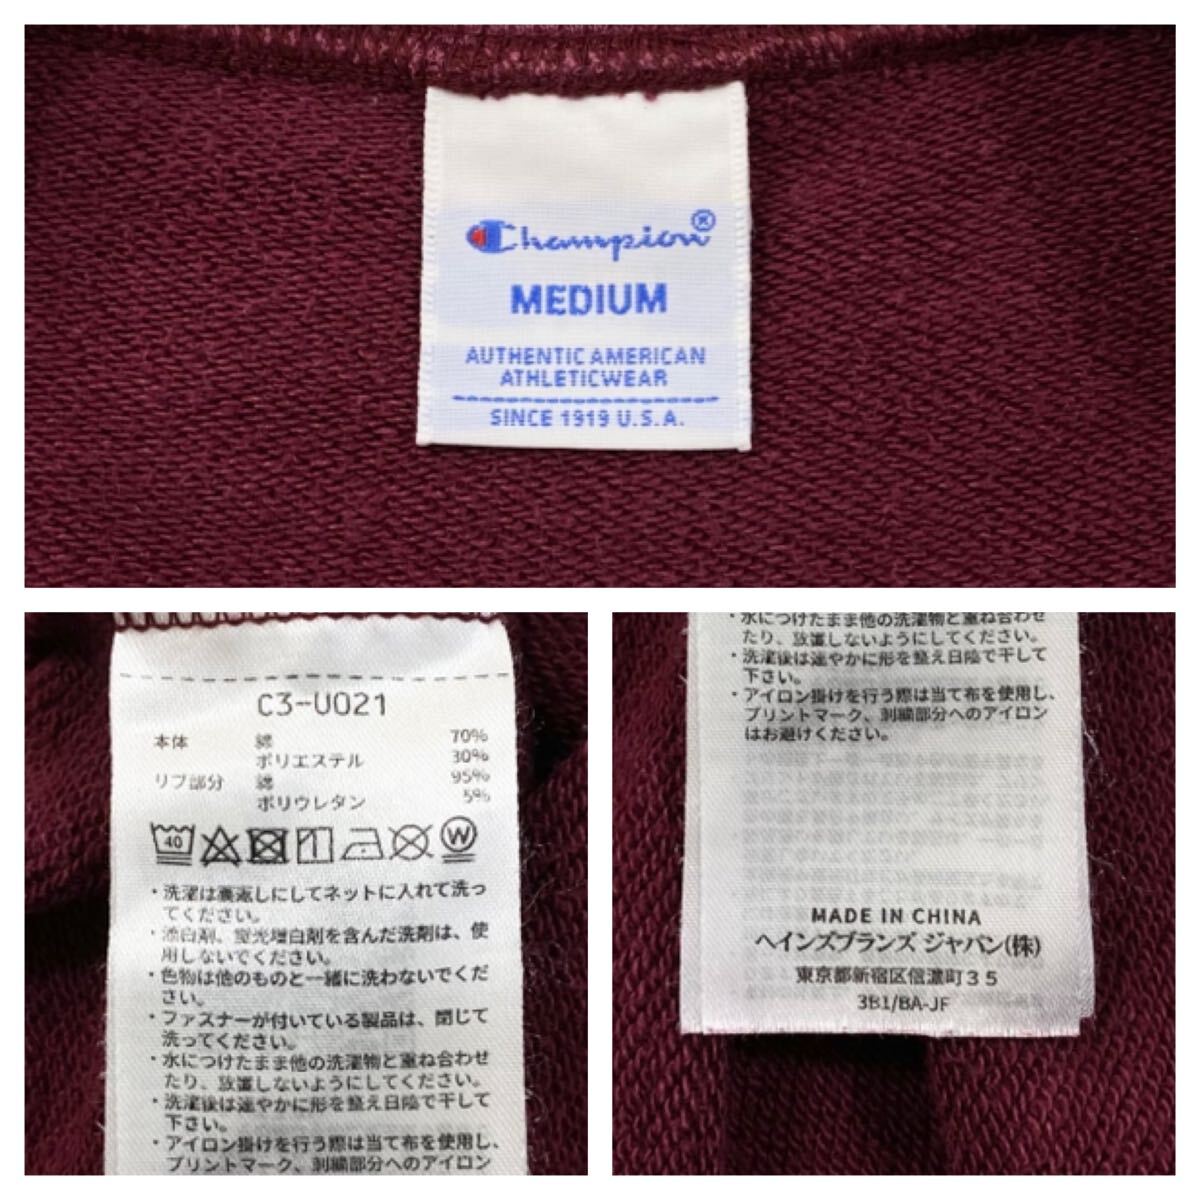 Champion®
MEDIUM
AUTHENTIC AMERICAN
ATHLETICWEAR
SINCE 1919 U.S.A.
C3-U021
本体 綿 70%
ポリエステル 30%
リブ部分 綿 95%
ポリウレタン 5%
40
W
・洗濯は裏返しにしてネットに入れて洗っ
てください。
・漂白剤、蛍光増白剤を含んだ洗剤は、使
用しないでください。
・色物は他のものと一緒に洗わないでくだ
さい。
・ファスナーが付いている製品は、閉じて
洗ってください。
・水につけたまま他の洗濯物と重ね合わせ
たり、放置しないようにしてください。
・洗濯後は速やかに形を整え日陰で干して
下さい。
・アイロン掛けを行う際は当て布を使用し、
プリントマーク、刺繍部分へのアイロン
・水につけたまま他の洗濯物と重ね合わせ
たり、放置しないようにしてください。
・洗濯後は速やかに形を整え日陰で干して
下さい。
・アイロン掛けを行う際は当て布を使用し、
プリントマーク、刺繍部分へのアイロン
はお避けください。
MADE IN CHINA
ヘインズブランズ ジャパン(株)
東京都新宿区信濃町35
3B1/BA-JF